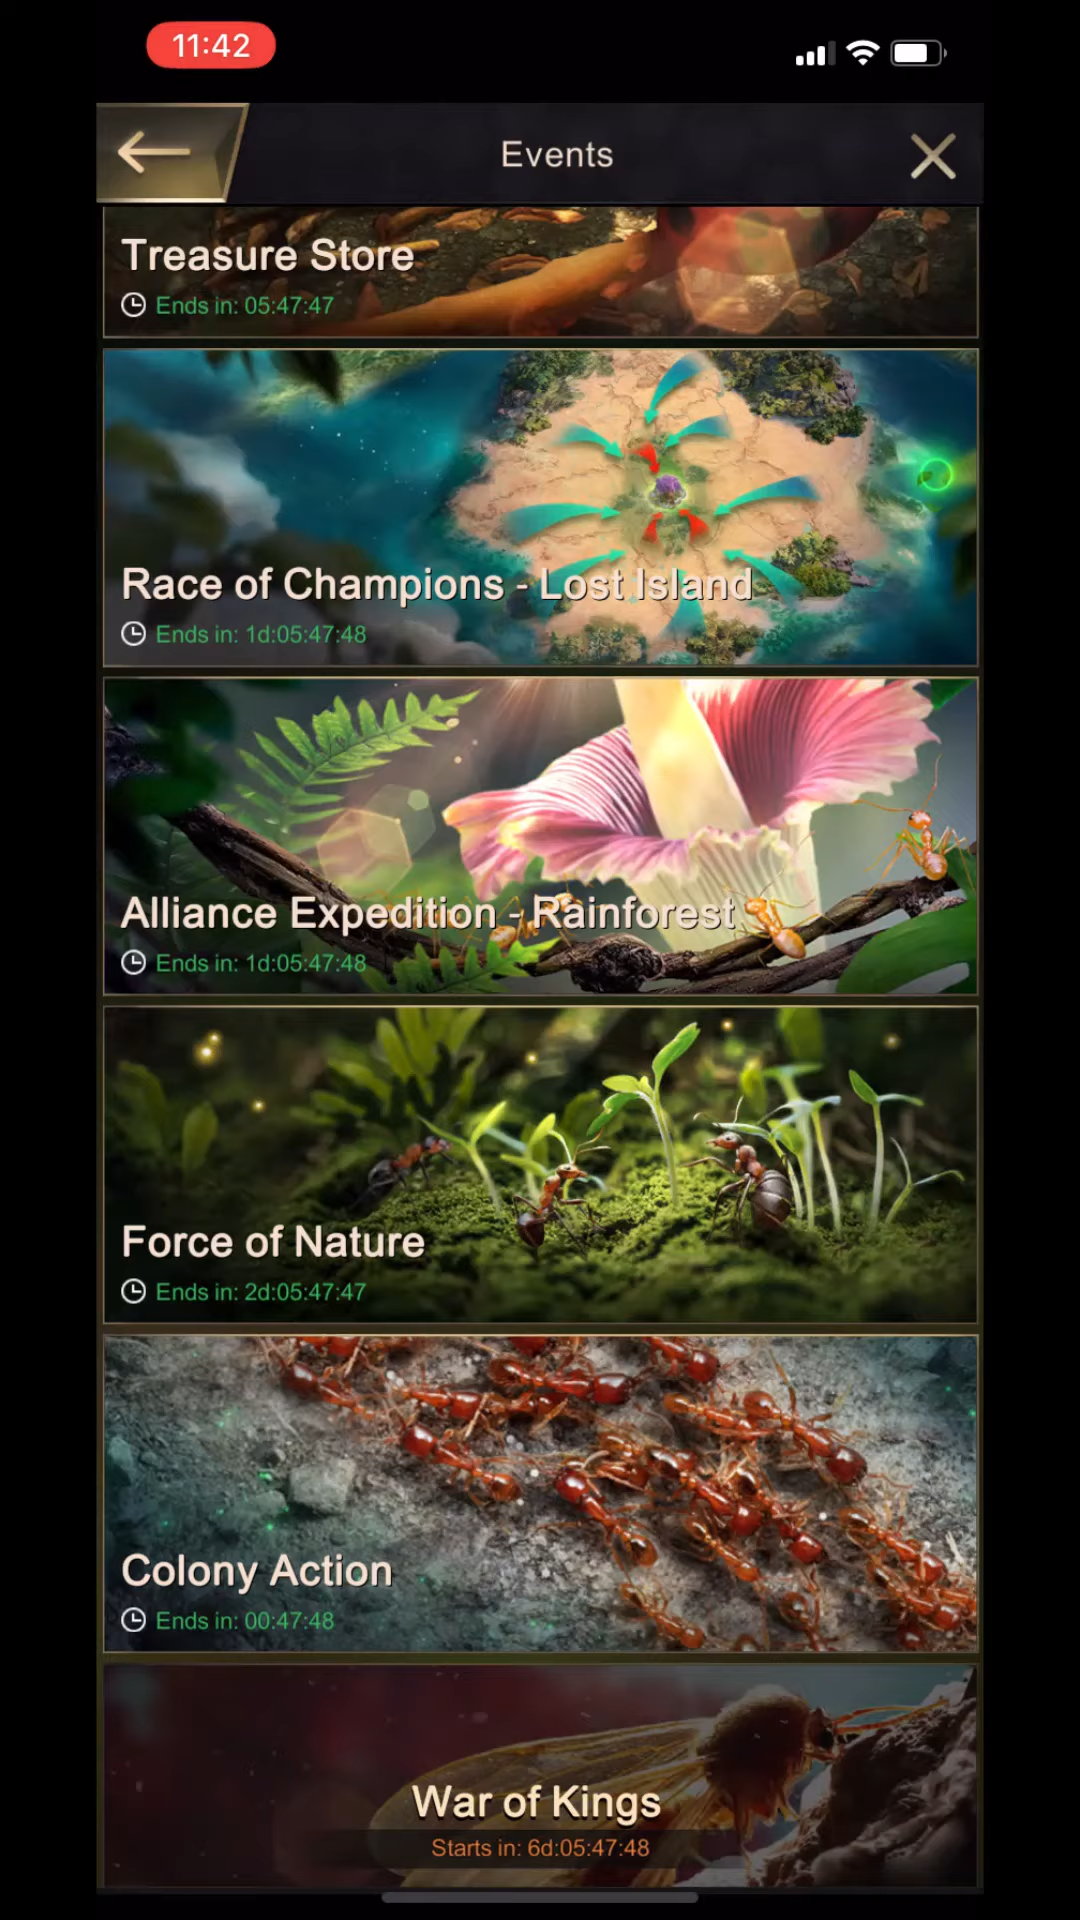 11:42
Events
Treasure Store
Ends in: 05:47:47
Race of Champions - Lost Island
Ends in: 1d:05:47:48
Alliance Expedition - Rainforest
Ends in: 1d:05:47:48
Force of Nature
Ends in: 2d:05:47:47
Colony Action
Ends in: 00:47:48
War of Kings
Starts in: 6d:05:47:48